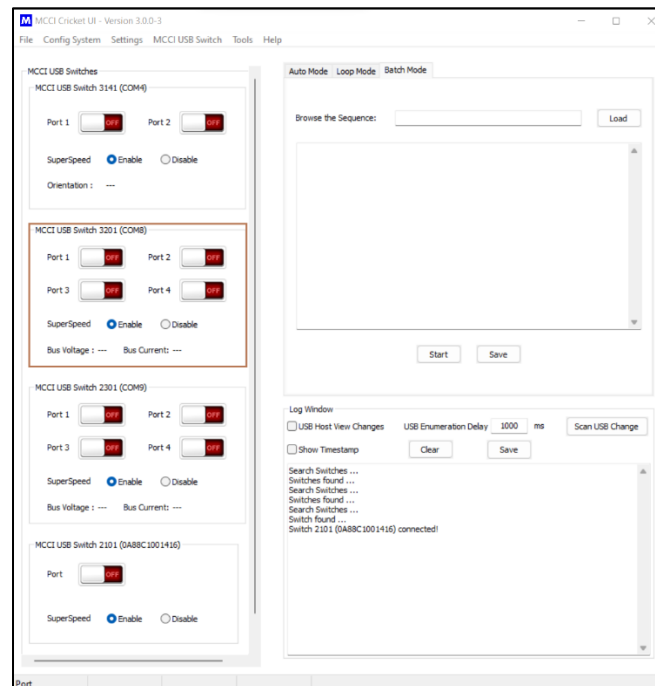 M MCCI Cricket UI - Version 3.0.0-3
File Config System Settings MCCI USB Switch Tools Help
MCCI USB Switches
MCCI USB Switch 3141 (COM4)
Port 1 OFF Port 2 OFF
SuperSpeed Enable Disable
Orientation : ---
MCCI USB Switch 3201 (COM8)
Port 1 OFF Port 2 OFF
Port 3 OFF Port 4 OFF
SuperSpeed Enable Disable
Bus Voltage : --- Bus Current: ---
MCCI USB Switch 2301 (COM9)
Port 1 OFF Port 2 OFF
Port 3 OFF Port 4 OFF
SuperSpeed Enable Disable
Bus Voltage : --- Bus Current: ---
MCCI USB Switch 2101 (0A88C1001416)
Port OFF
SuperSpeed Enable Disable
Auto Mode Loop Mode Batch Mode
Browse the Sequence: Load
Start Save
Log Window
USB Host View Changes USB Enumeration Delay 1000 ms Scan USB Change
Show Timestamp Clear Save
Search Switches ...
Switches found ...
Search Switches ...
Switches found ...
Search Switches ...
Switch found ...
Switch 2101 (0A88C1001416) connected!
Port